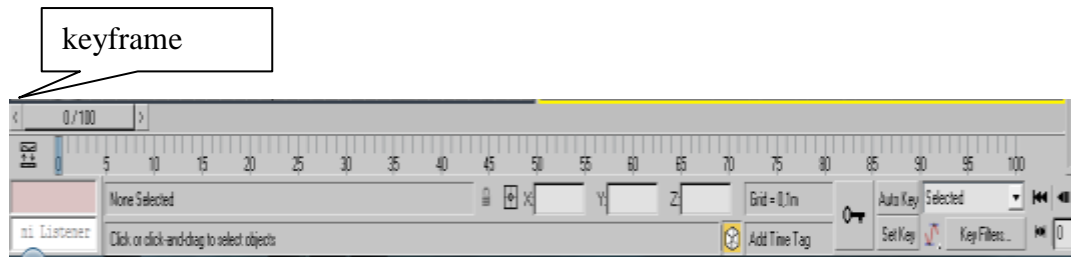 keyframe
< 0/100 >
0 5 10 15 20 25 30 35 40 45 50 55 60 65 70 75 80 85 90 95 100
None Selected X: Y: Z: Grid = 0,1m Auto Key Selected
ni Listener Click or click-and-drag to select objects Add Time Tag Set Key Key Filters... 0